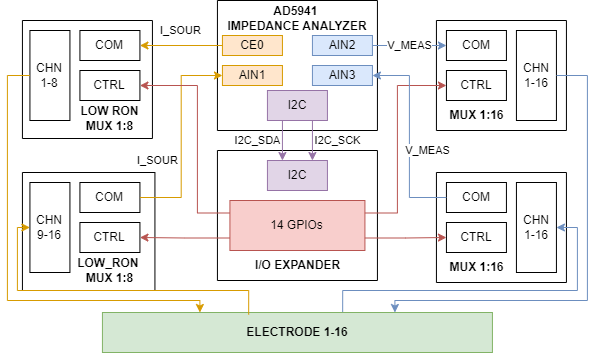 AD5941
IMPEDANCE ANALYZER
I_SOUR
CE0
AIN2
V_MEAS
AIN1
AIN3
CHN
1-8
COM
CTRL
LOW RON
MUX 1:8
COM
CTRL
CHN
1-16
MUX 1:16
I2C
I2C_SDA
I2C_SCK
I_SOUR
V_MEAS
I2C
14 GPIOs
I/O EXPANDER
CHN
9-16
COM
CTRL
LOW_RON
MUX 1:8
COM
CTRL
CHN
1-16
MUX 1:16
ELECTRODE 1-16